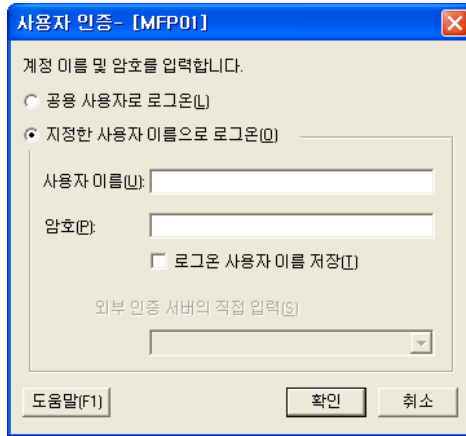 사용자 인증- [MFP01]
계정 이름 및 암호를 입력합니다.
공용 사용자로 로그온(L)
지정한 사용자 이름으로 로그온(O)
사용자 이름(U):
암호(P):
로그온 사용자 이름 저장(T)
외부 인증 서버의 직접 입력(S)
도움말(F1) 확인 취소